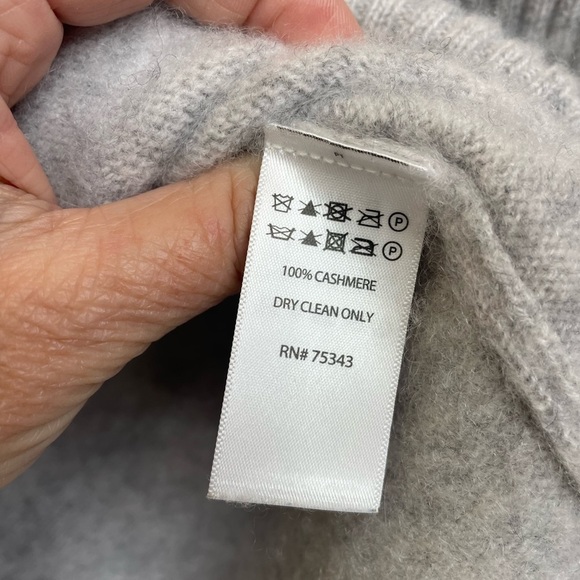 P
P
100% CASHMERE
DRY CLEAN ONLY
RN# 75343